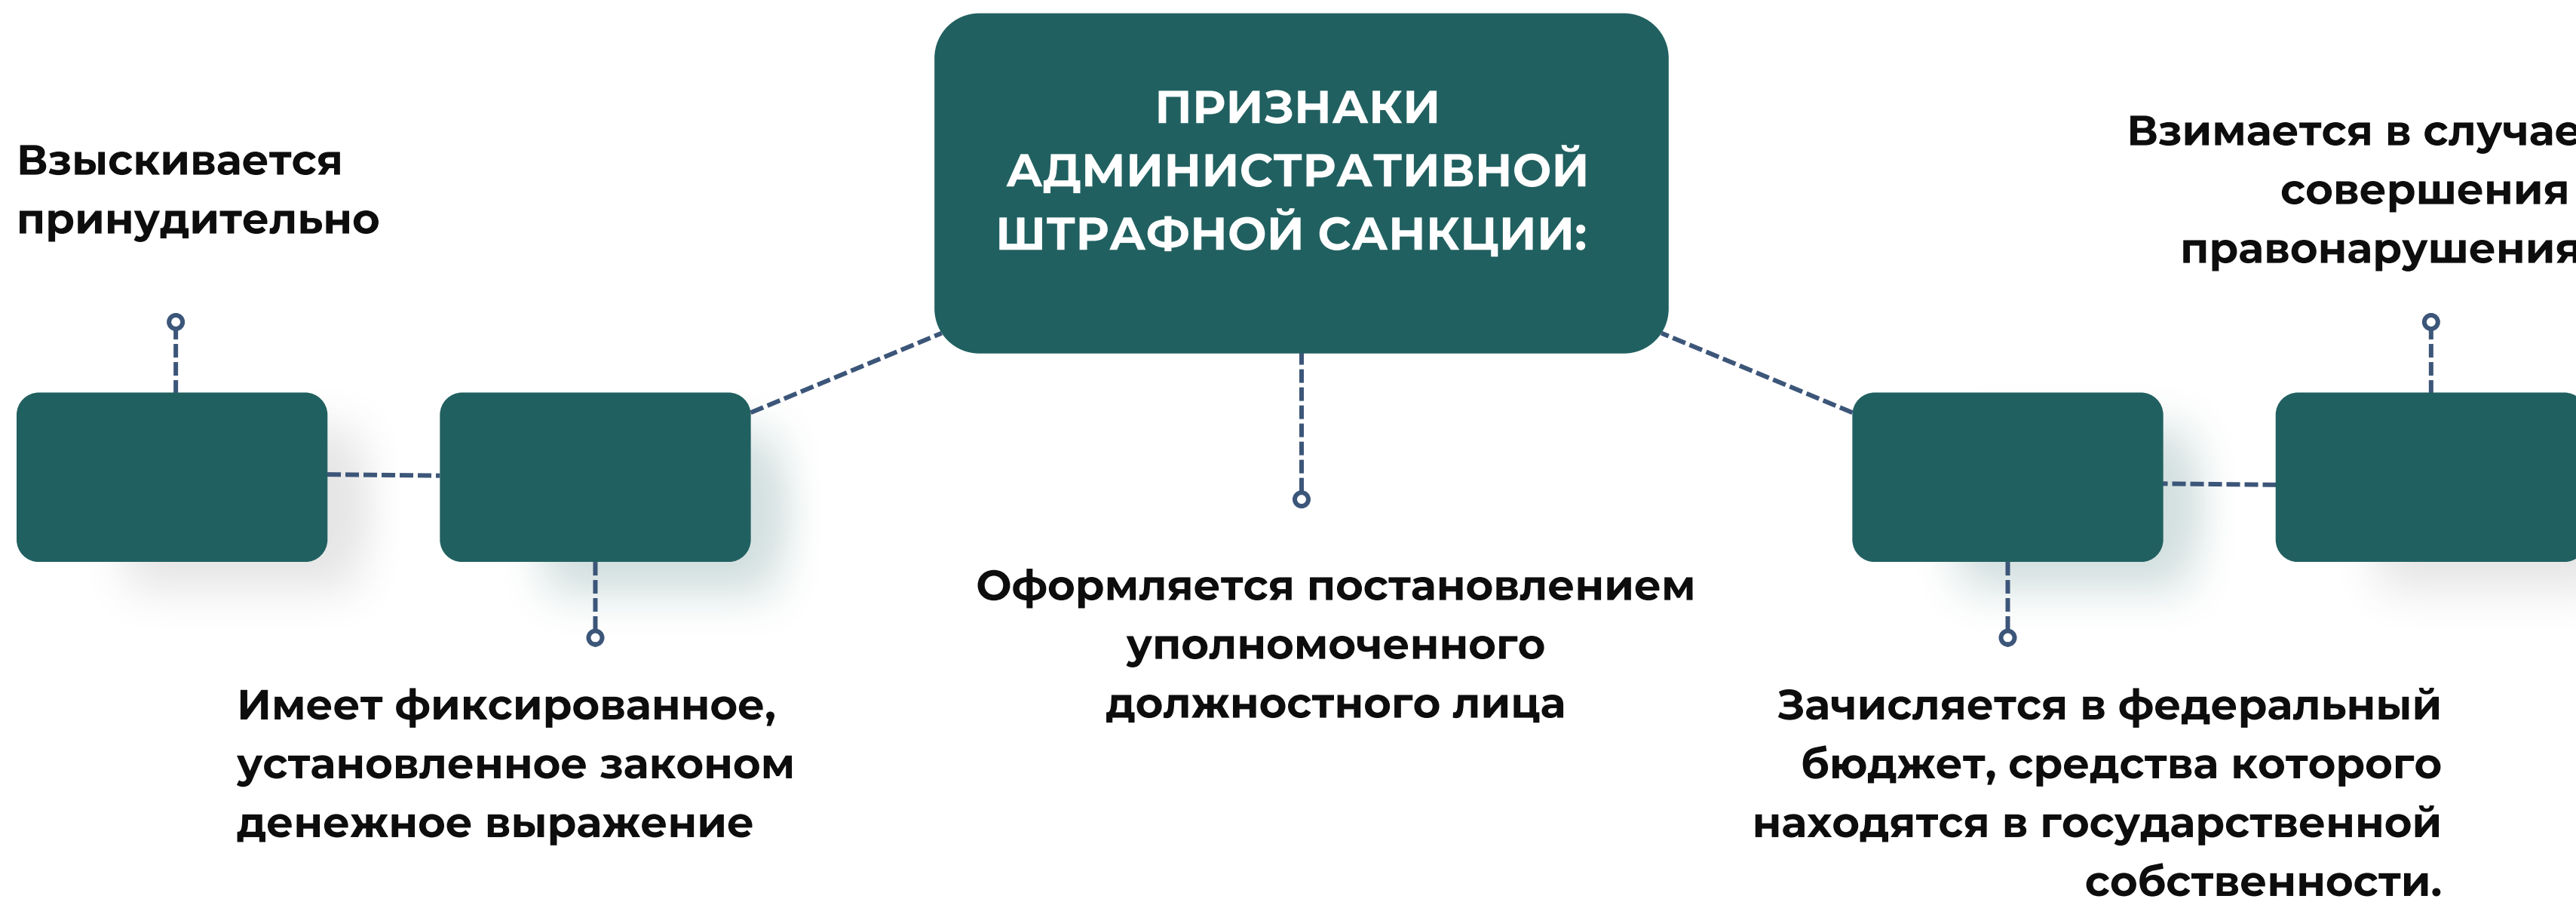 ПРИЗНАКИ
АДМИНИСТРАТИВНОЙ
ШТРАФНОЙ САНКЦИИ:
Взыскивается
принудительно
Имеет фиксированное,
установленное законом
денежное выражение
Оформляется постановлением
уполномоченного
должностного лица
Зачисляется в федеральный
бюджет, средства которого
находятся в государственной
собственности.
Взимается в случае
совершения
правонарушения